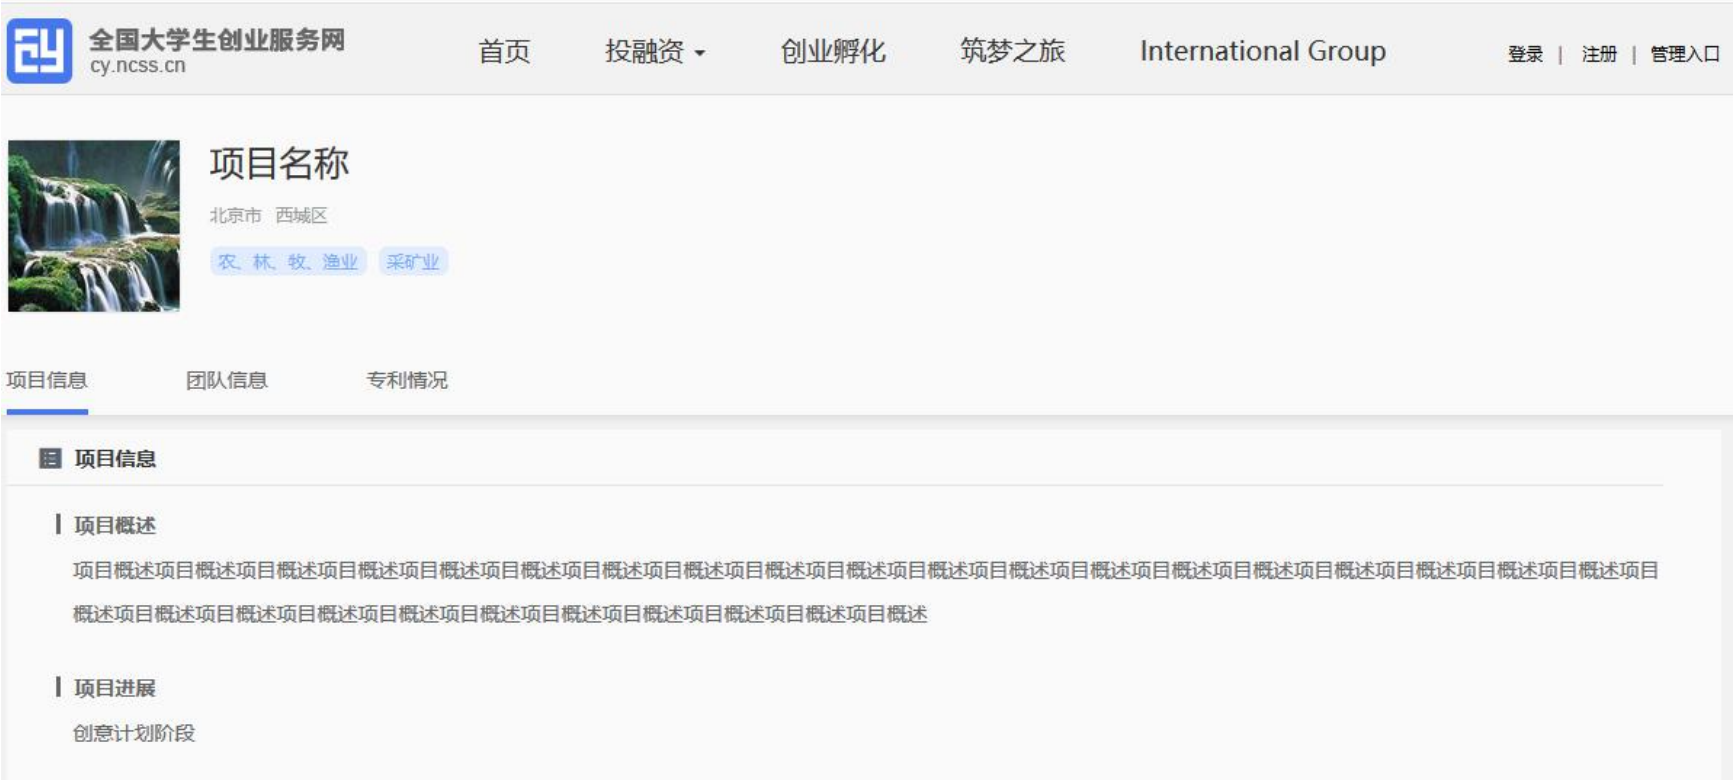 全国大学生创业服务网
cy.ncss.cn
首页 投融资 创业孵化 筑梦之旅 International Group 登录 | 注册 | 管理入口
项目名称
北京市 西城区
农、林、牧、渔业 采矿业
项目信息 团队信息 专利情况
项目信息
项目概述
项目概述项目概述项目概述项目概述项目概述项目概述项目概述项目概述项目概述项目概述项目概述项目概述项目概述项目概述项目概述项目概述项目概述项目概述项目概述项目
概述项目概述项目概述项目概述项目概述项目概述项目概述项目概述项目概述项目概述项目概述
项目进展
创意计划阶段